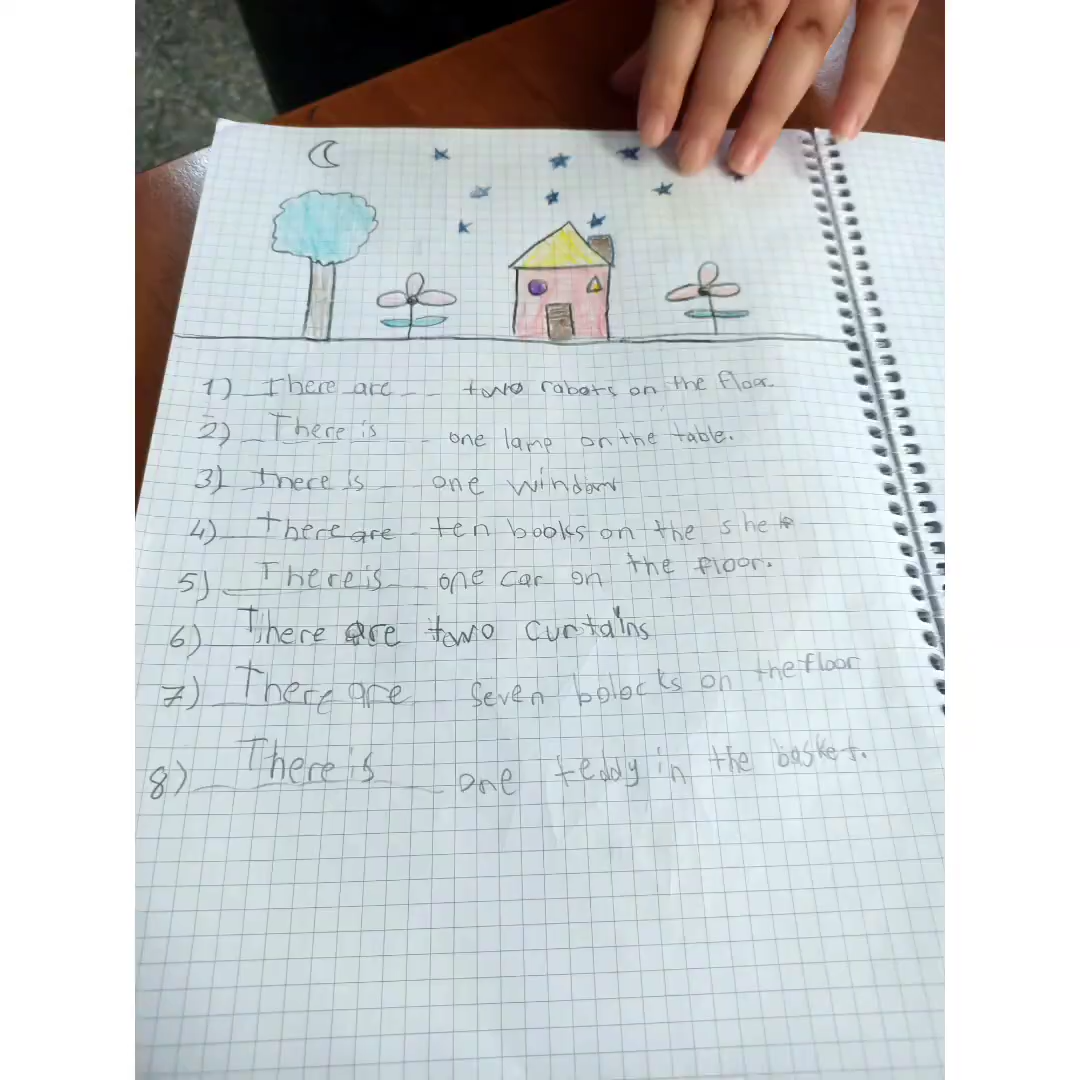 1) There are two robots on the floor.
2) There is one lamp on the table.
3) There is one window
4) There are ten books on the
5) There is one car on the floor.
6) There are two curtains
7) There are seven bolocks on the floor
8) There is one teddy in the basket.